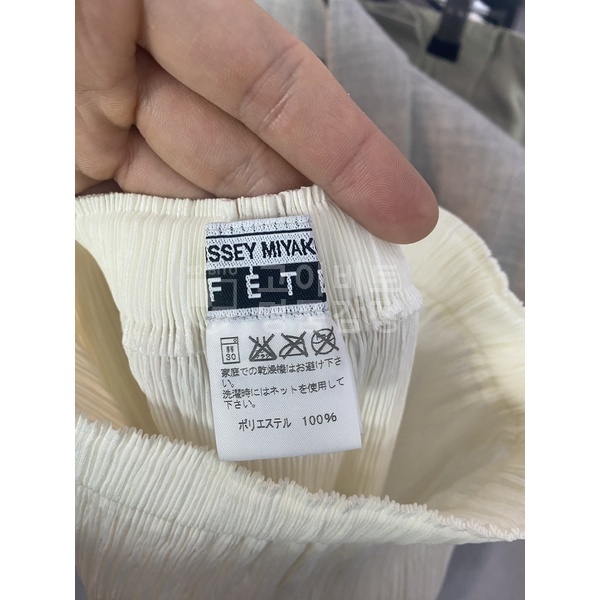 ISSEY MIYAK
FÊTE
30
家庭での乾燥機はお避け下さ
い。
洗濯時にはネットを使用して
下さい。
ポリエステル 100%